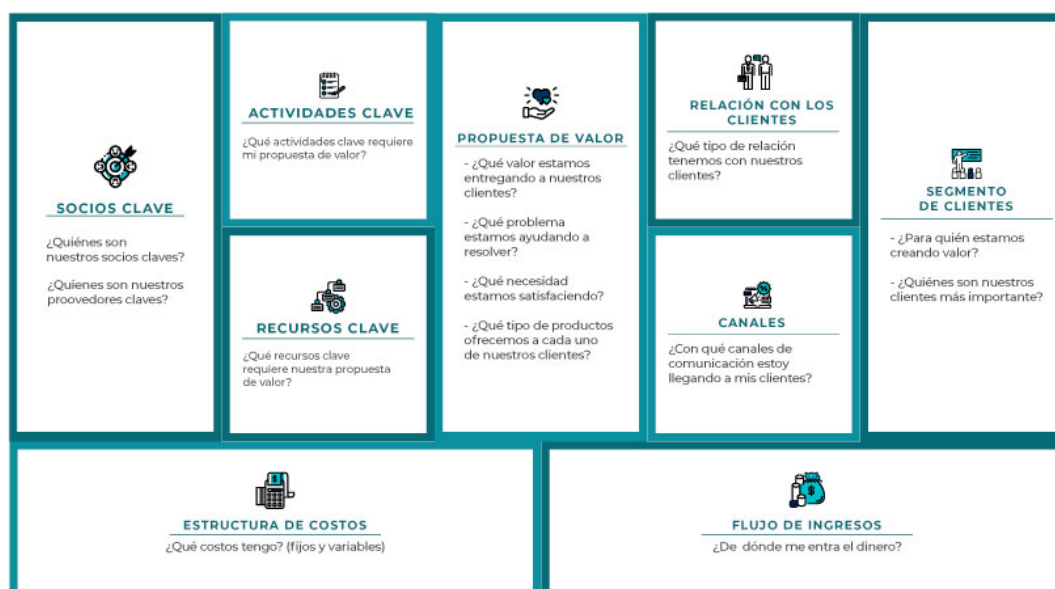 SOCIOS CLAVE
¿Quiénes son
nuestros socios claves?
¿Quienes son nuestros
proovedores claves?
ACTIVIDADES CLAVE
¿Qué actividades clave requiere
mi propuesta de valor?
RECURSOS CLAVE
¿Qué recursos clave
requiere nuestra propuesta
de valor?
PROPUESTA DE VALOR
- ¿Qué valor estamos
entregando a nuestros
clientes?
- ¿Qué problema
estamos ayudando a
resolver?
- ¿Qué necesidad
estamos satisfaciendo?
- ¿Qué tipo de productos
ofrecemos a cada uno
de nuestros clientes?
RELACIÓN CON LOS
CLIENTES
¿Qué tipo de relación
tenemos con nuestros
clientes?
CANALES
¿Con qué canales de
comunicación estoy
llegando a mis clientes?
SEGMENTO
DE CLIENTES
- ¿Para quién estamos
creando valor?
- ¿Quiénes son nuestros
clientes más importante?
ESTRUCTURA DE COSTOS
¿Qué costos tengo? (fijos y variables)
FLUJO DE INGRESOS
¿De dónde me entra el dinero?